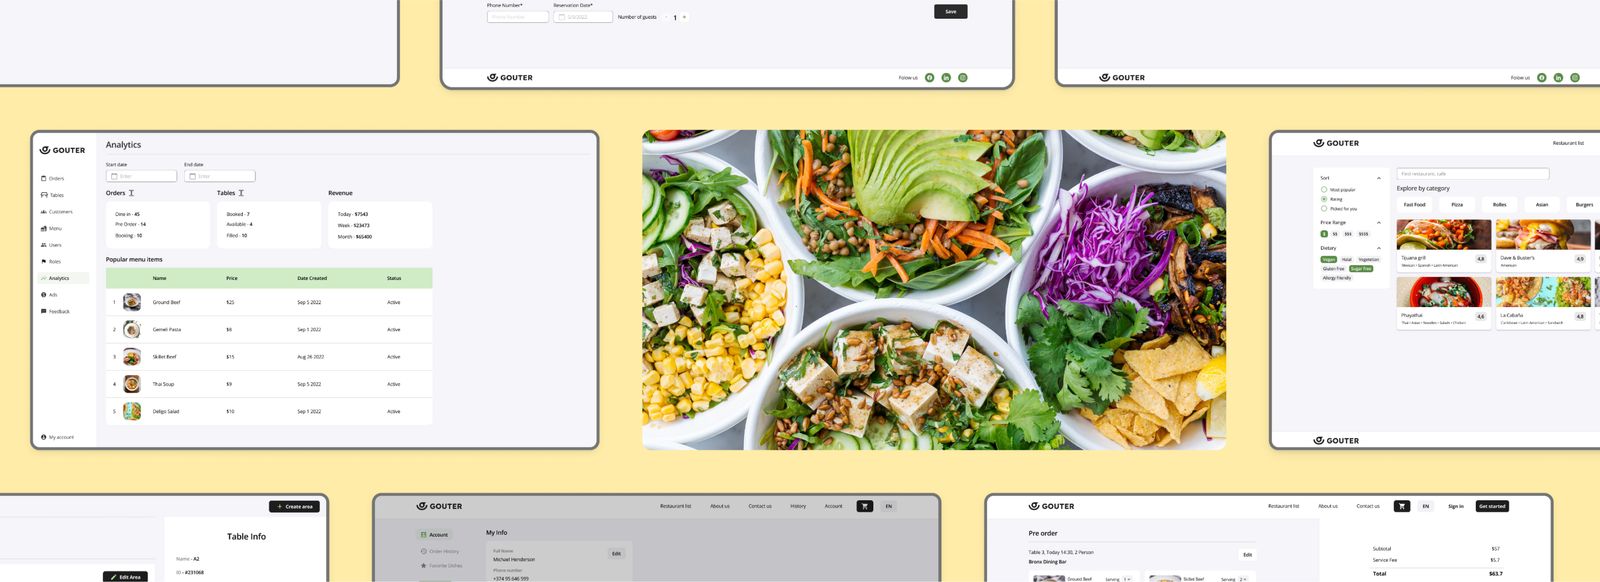 Phone Number*
Reservation Date*
Phone Number
5/9/2022
Number of guests
- 1 +
Save
GOUTER
Folow us
GOUTER
Folow us
GOUTER
Orders
Tables
Customers
Menu
Users
Roles
Analytics
Ads
Feedback
My account
Analytics
Start date
End date
Enter
Enter
Orders
Tables
Revenue
Dine in - 45
Pre Order - 14
Booking - 10
Booked - 7
Available - 4
Filled - 10
Today - $7543
Week - $23473
Month - $65400
Popular menu items
Name Price Date Created Status
1 Ground Beef $25 Sep 5 2022 Active
2 Gemeli Pasta $8 Sep 1 2022 Active
3 Skillet Beef $15 Aug 26 2022 Active
4 Thai Soup $9 Sep 5 2022 Active
5 Deligo Salad $10 Sep 1 2022 Active
GOUTER
Restaurant list
Sort
Most popular
Rating
Picked for you
Price Range
$ $$ $$$ $$$$
Dietary
Vegan Halal Vegetation
Gluten Free Sugar Free
Allergy Friendly
Find restaurant, cafe
Explore by category
Fast Food Pizza Rolles Asian Burgers
Tijuana grill 4,8
Mexican • Spanish • Latin American
Dave & Buster's 4,9
American
Phayathai 4,6
Thai • Asian • Noodles • Salads • Chicken
La Cabaña 4,8
Caribbean • Latin American • Sandwich
GOUTER
+ Create area
Table Info
Name - A2
ID - #231068
Edit Area
GOUTER
Restaurant list About us Contact us History Account EN
Account
Order History
Favorite Dishes
My Info
Full Name
Michael Henderson
Edit
Phone number
+374 95 646 999
GOUTER
Restaurant list About us Contact us EN Sign in Get started
Pre order
Table 3, Today 14:30, 2 Person
Bronx Dining Bar
Edit
Ground Beef Serving 1
Skillet Beef Serving 2
Subtotal $57
Service Fee $5.7
Total $63.7